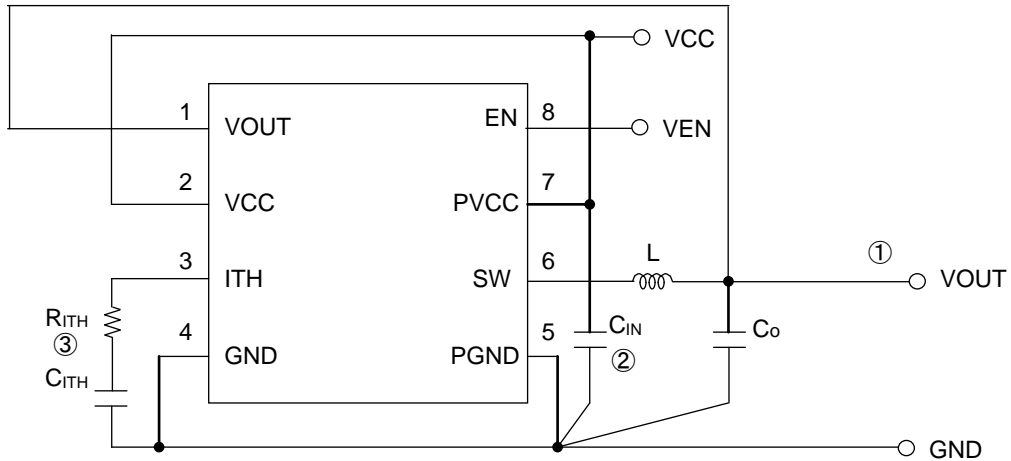 VCC
1
VOUT
EN
8
VEN
2
VCC
PVCC
7
3
ITH
SW
6
L
①
VOUT
RITH
③
CITH
4
GND
PGND
5
CIN
②
Co
GND